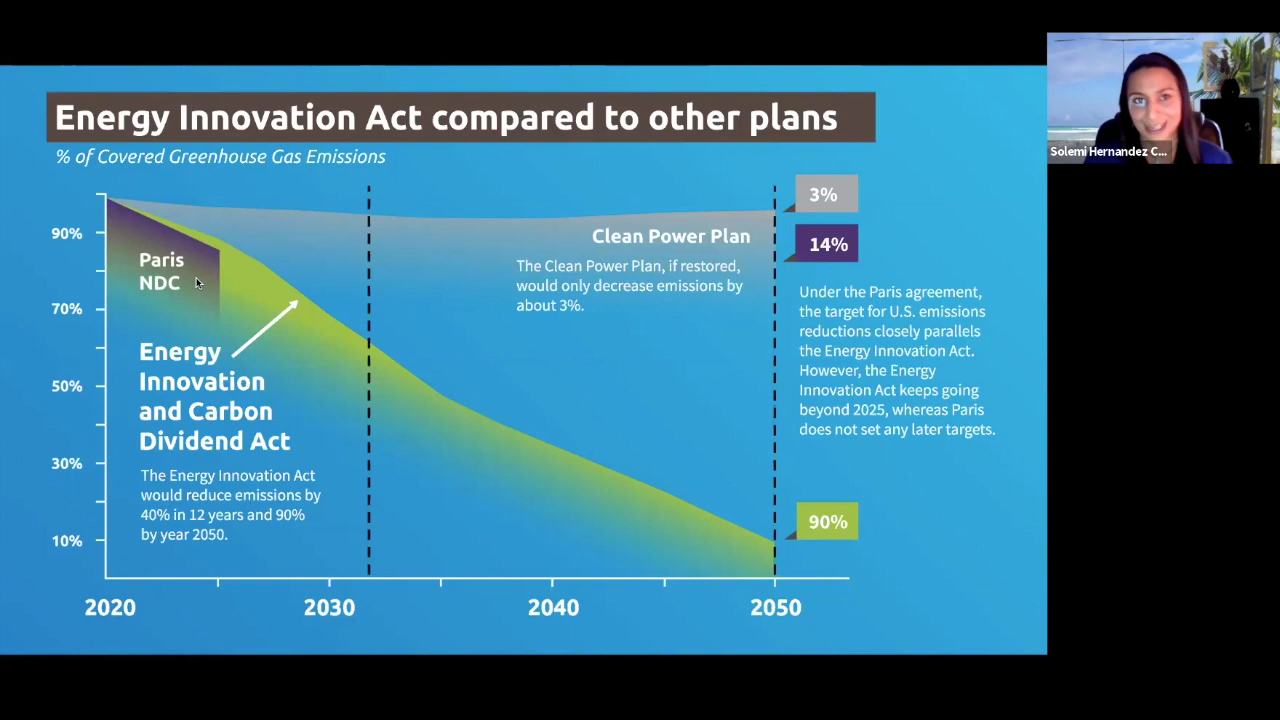 Energy Innovation Act compared to other plans
% of Covered Greenhouse Gas Emissions
90%
70%
50%
30%
10%
Paris
NDC
Energy
Innovation
and Carbon
Dividend Act
The Energy Innovation Act
would reduce emissions by
40% in 12 years and 90%
by year 2050.
Clean Power Plan
The Clean Power Plan, if restored,
would only decrease emissions by
about 3%.
3%
14%
Under the Paris agreement,
the target for U.S. emissions
reductions closely parallels
the Energy Innovation Act.
However, the Energy
Innovation Act keeps going
beyond 2025, whereas Paris
does not set any later targets.
90%
2020
2030
2040
2050
Solemi Hernandez C...